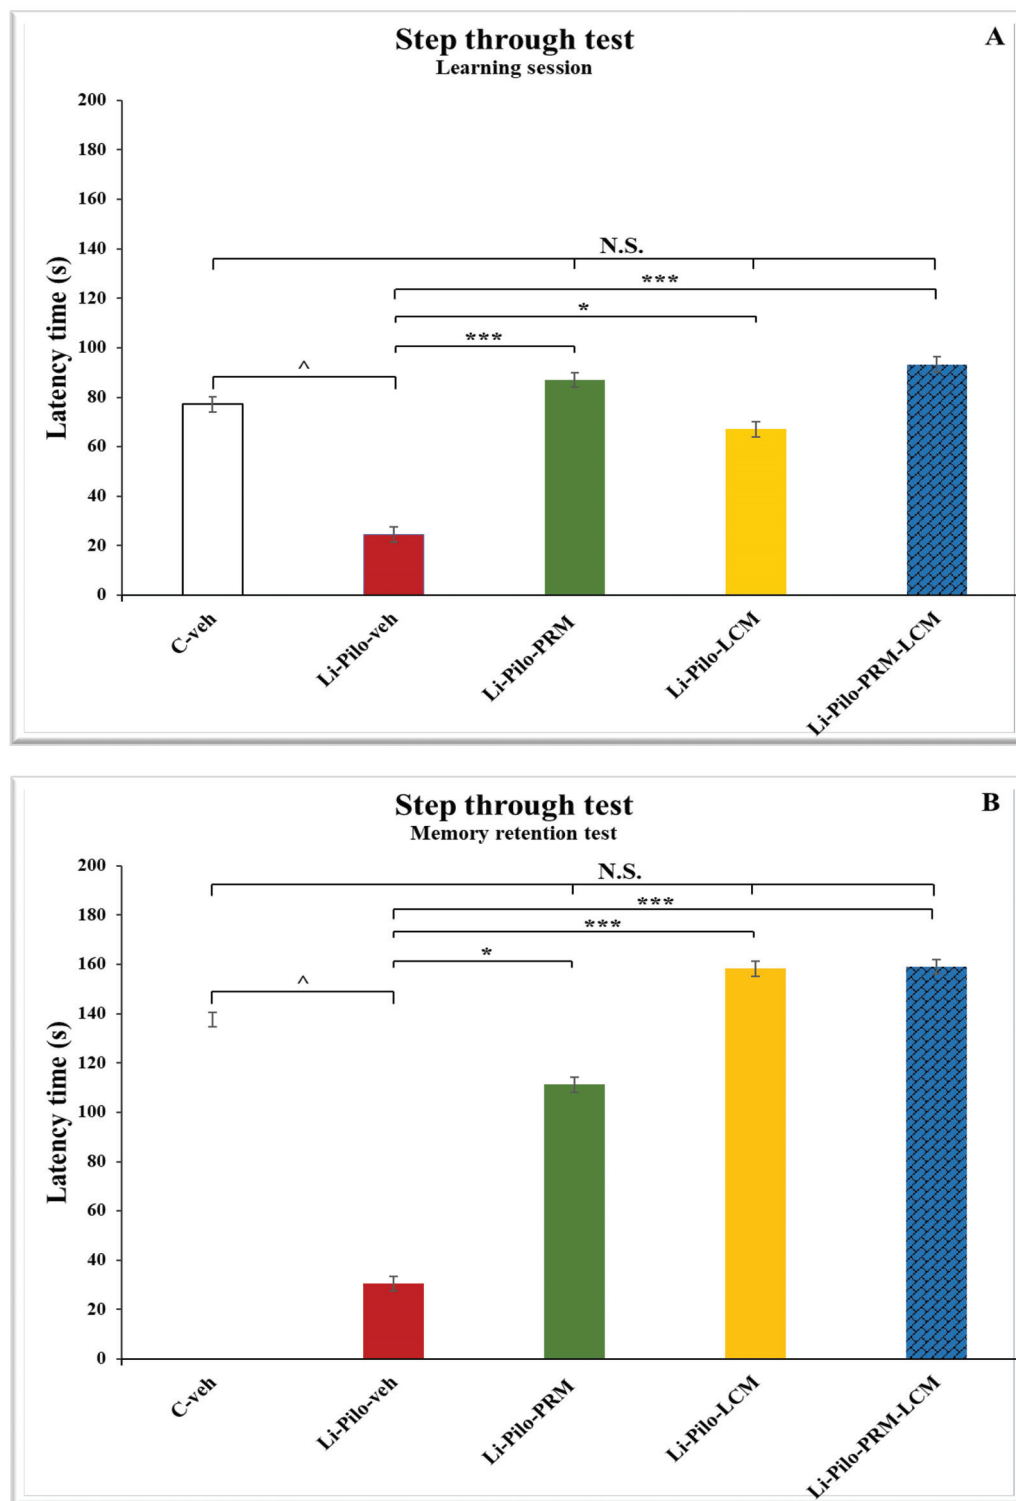 Step through test
A
Learning session
200
180
160
140
120
100
80
60
40
20
0
Latency time (s)
N.S.
***
*
***
^
C-veh
Li-Pilo-veh
Li-Pilo-PRM
Li-Pilo-LCM
Li-Pilo-PRM-LCM
Step through test
B
Memory retention test
200
180
160
140
120
100
80
60
40
20
0
Latency time (s)
N.S.
***
***
*
^
C-veh
Li-Pilo-veh
Li-Pilo-PRM
Li-Pilo-LCM
Li-Pilo-PRM-LCM